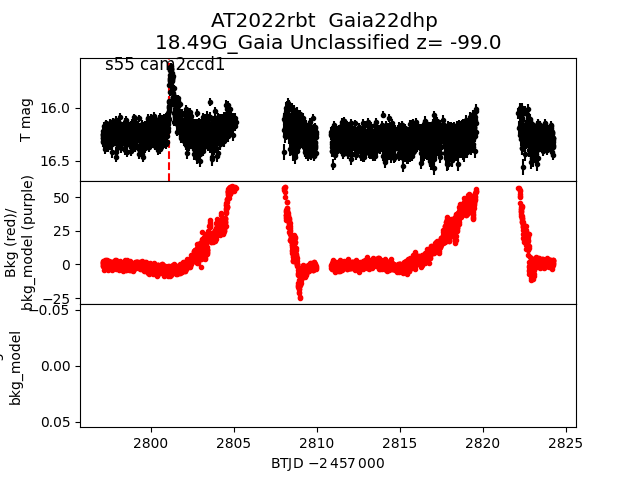 AT2022rbt  Gaia22dhp
18.49G_Gaia Unclassified z= -99.0
s55 cam2ccd1
T mag
16.0
16.5
Bkg (red)/
bkg_model (purple)
50
25
0
−25
bkg_model
−0.05
0.00
0.05
2800
2805
2810
2815
2820
2825
BTJD −2 457 000